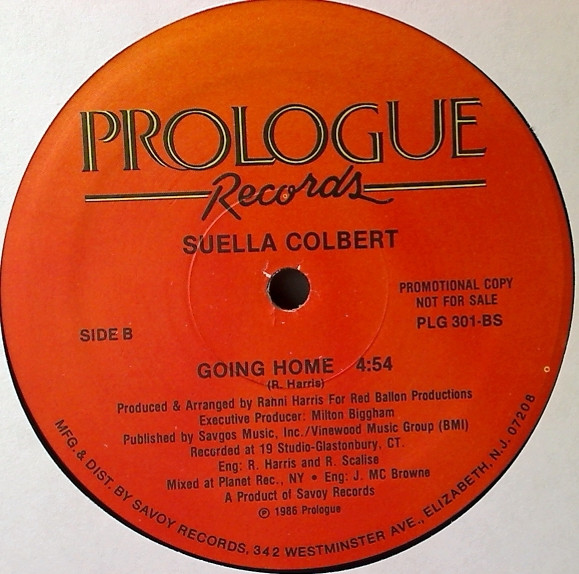 PROLOGUE
Records
SUELLA COLBERT
PROMOTIONAL COPY
NOT FOR SALE
PLG 301-BS
SIDE B
GOING HOME 4:54
(R. Harris)
Produced & Arranged by Rahni Harris For Red Ballon Productions
Executive Producer: Milton Biggham
Published by Savgos Music, Inc./Vinewood Music Group (BMI)
Recorded at 19 Studio-Glastonbury, CT.
Eng: R. Harris and R. Scalise
Mixed at Planet Rec., NY • Eng: J. MC Browne
A Product of Savoy Records
℗ 1986 Prologue
MFG. & DIST. BY SAVOY RECORDS, 342 WESTMINSTER AVE., ELIZABETH, N.J. 07208